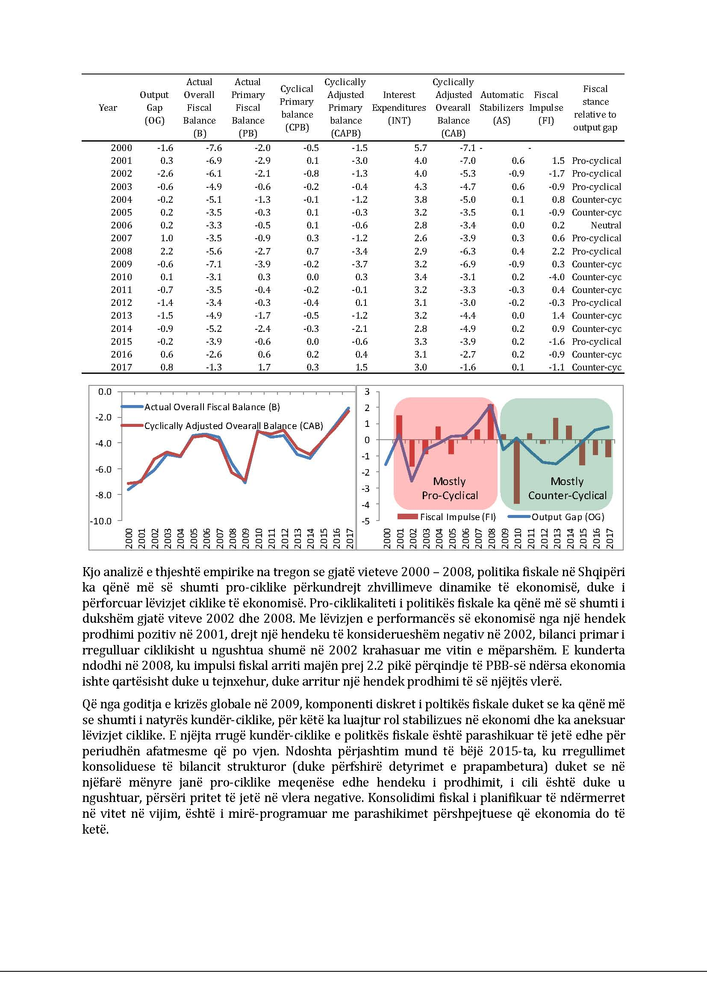 Year Output Gap (OG) Actual Overall Fiscal Balance (B) Actual Primary Fiscal Balance (PB) Cyclical Primary balance (CPB) Cyclically Adjusted Primary balance (CAPB) Interest Expenditures (INT) Cyclically Adjusted Ovearall Balance (CAB) Automatic Stabilizers (AS) Fiscal Impulse (FI) Fiscal stance relative to output gap
2000 -1.6 -7.6 -2.0 -0.5 -1.5 5.7 -7.1 - -
2001 0.3 -6.9 -2.9 0.1 -3.0 4.0 -7.0 0.6 1.5 Pro-cyclical
2002 -2.6 -6.1 -2.1 -0.8 -1.3 4.0 -5.3 -0.9 -1.7 Pro-cyclical
2003 -0.6 -4.9 -0.6 -0.2 -0.4 4.3 -4.7 0.6 -0.9 Pro-cyclical
2004 -0.2 -5.1 -1.3 -0.1 -1.2 3.8 -5.0 0.1 0.8 Counter-cyc
2005 0.2 -3.5 -0.3 0.1 -0.3 3.2 -3.5 0.1 -0.9 Counter-cyc
2006 0.2 -3.3 -0.5 0.1 -0.6 2.8 -3.4 0.0 0.2 Neutral
2007 1.0 -3.5 -0.9 0.3 -1.2 2.6 -3.9 0.3 0.6 Pro-cyclical
2008 2.2 -5.6 -2.7 0.7 -3.4 2.9 -6.3 0.4 2.2 Pro-cyclical
2009 -0.6 -7.1 -3.9 -0.2 -3.7 3.2 -6.9 -0.9 0.3 Counter-cyc
2010 0.1 -3.1 0.3 0.0 0.3 3.4 -3.1 0.2 -4.0 Counter-cyc
2011 -0.7 -3.5 -0.4 -0.2 -0.1 3.2 -3.3 -0.3 0.4 Counter-cyc
2012 -1.4 -3.4 -0.3 -0.4 0.1 3.1 -3.0 -0.2 -0.3 Pro-cyclical
2013 -1.5 -4.9 -1.7 -0.5 -1.2 3.2 -4.4 0.0 1.4 Counter-cyc
2014 -0.9 -5.2 -2.4 -0.3 -2.1 2.8 -4.9 0.2 0.9 Counter-cyc
2015 -0.2 -3.9 -0.6 0.0 -0.6 3.3 -3.9 0.2 -1.6 Pro-cyclical
2016 0.6 -2.6 0.6 0.2 0.4 3.1 -2.7 0.2 -0.9 Counter-cyc
2017 0.8 -1.3 1.7 0.3 1.5 3.0 -1.6 0.1 -1.1 Counter-cyc
0.0
-2.0
-4.0
-6.0
-8.0
-10.0
Actual Overall Fiscal Balance (B)
Cyclically Adjusted Ovearall Balance (CAB)
2000 2001 2002 2003 2004 2005 2006 2007 2008 2009 2010 2011 2012 2013 2014 2015 2016 2017
3
2
1
0
-1
-2
-3
-4
-5
Mostly
Pro-Cyclical
Mostly
Counter-Cyclical
Fiscal Impulse (FI) Output Gap (OG)
2000 2001 2002 2003 2004 2005 2006 2007 2008 2009 2010 2011 2012 2013 2014 2015 2016 2017
Kjo analizë e thjeshtë empirike na tregon se gjatë vieteve 2000 – 2008, politika fiskale në Shqipëri
ka qënë më së shumti pro-ciklike përkundrejt zhvillimeve dinamike të ekonomisë, duke i
përforcuar lëvizjet ciklike të ekonomisë. Pro-ciklikaliteti i politikës fiskale ka qënë më së shumti i
dukshëm gjatë viteve 2002 dhe 2008. Me lëvizjen e performancës së ekonomisë nga një hendek
prodhimi pozitiv në 2001, drejt një hendeku të konsiderueshëm negativ në 2002, bilanci primar i
rregulluar ciklikisht u ngushtua shumë në 2002 krahasuar me vitin e mëparshëm. E kunderta
ndodhi në 2008, ku impulsi fiskal arriti majën prej 2.2 pikë përqindje të PBB-së ndërsa ekonomia
ishte qartësisht duke u tejnxehur, duke arritur një hendek prodhimi të së njëjtës vlerë.
Që nga goditja e krizës globale në 2009, komponenti diskret i poltikës fiskale duket se ka qënë më
se shumti i natyrës kundër-ciklike, për këtë ka luajtur rol stabilizues në ekonomi dhe ka aneksuar
lëvizjet ciklike. E njëjta rrugë kundër-ciklike e politkës fiskale është parashikuar të jetë edhe për
periudhën afatmesme që po vjen. Ndoshta përjashtim mund të bëjë 2015-ta, ku rregullimet
konsoliduese të bilancit strukturor (duke përfshirë detyrimet e prapambetura) duket se në
njëfarë mënyre janë pro-ciklike meqenëse edhe hendeku i prodhimit, i cili është duke u
ngushtuar, përsëri pritet të jetë në vlera negative. Konsolidimi fiskal i planifikuar të ndërmerret
në vitet në vijim, është i mirë-programuar me parashikimet përshpejtuese që ekonomia do të
ketë.